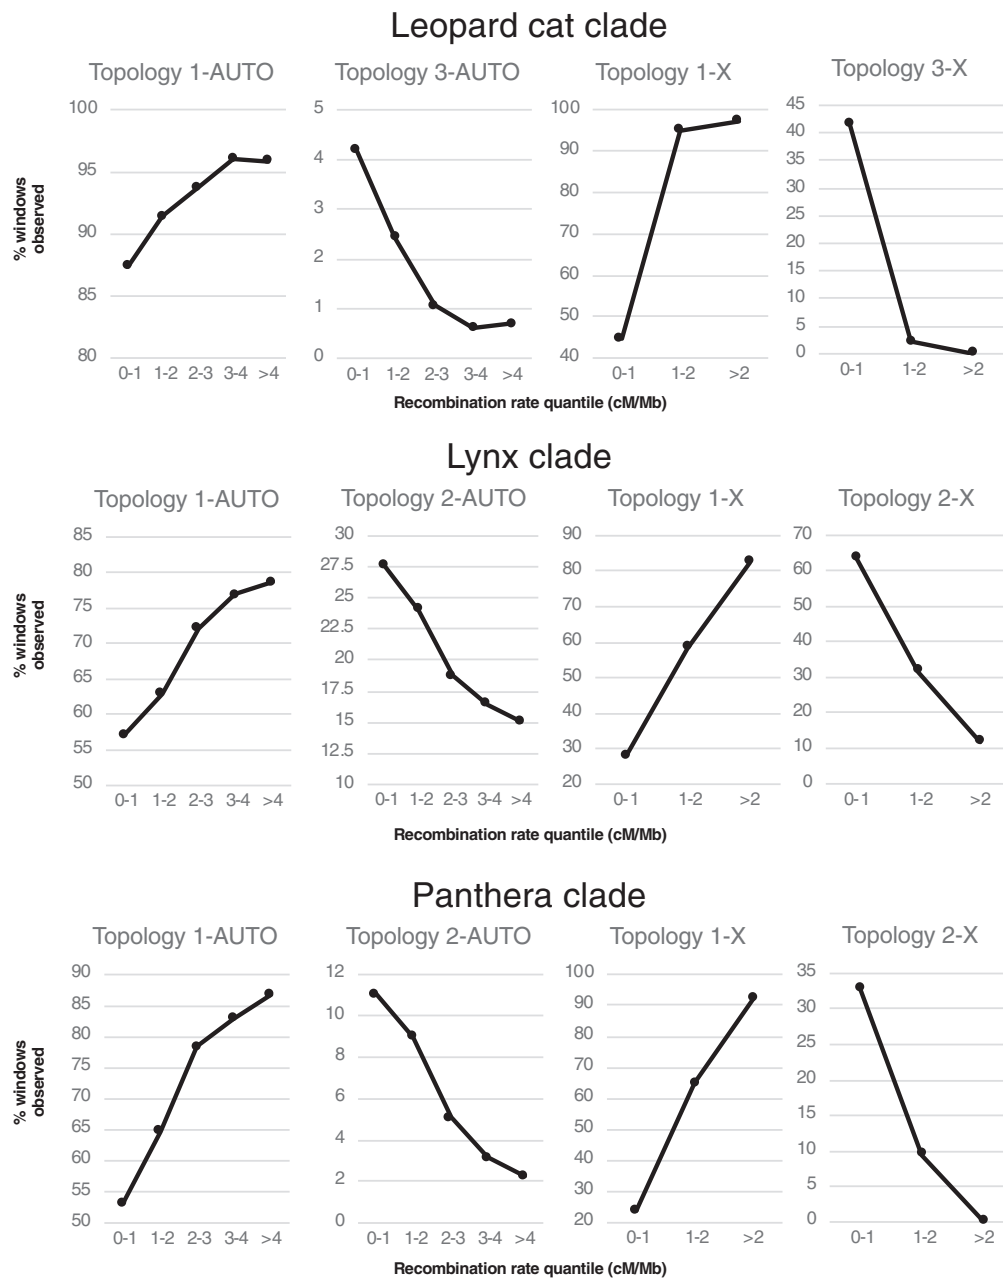 Leopard cat clade
Topology 1-AUTO
Topology 3-AUTO
Topology 1-X
Topology 3-X
% windows
observed
100
95
90
85
80
0-1 1-2 2-3 3-4 >4
5
4
3
2
1
0
0-1 1-2 2-3 3-4 >4
100
90
80
70
60
50
40
0-1 1-2 >2
45
40
35
30
25
20
15
10
5
0
0-1 1-2 >2
Recombination rate quantile (cM/Mb)
Lynx clade
Topology 1-AUTO
Topology 2-AUTO
Topology 1-X
Topology 2-X
% windows
observed
85
80
75
70
65
60
55
50
0-1 1-2 2-3 3-4 >4
30
27.5
25
22.5
20
17.5
15
12.5
10
0-1 1-2 2-3 3-4 >4
90
80
70
60
50
40
30
20
0-1 1-2 >2
70
60
50
40
30
20
10
0
0-1 1-2 >2
Recombination rate quantile (cM/Mb)
Panthera clade
Topology 1-AUTO
Topology 2-AUTO
Topology 1-X
Topology 2-X
% windows
observed
90
85
80
75
70
65
60
55
50
0-1 1-2 2-3 3-4 >4
12
10
8
6
4
2
0
0-1 1-2 2-3 3-4 >4
100
90
80
70
60
50
40
30
20
0-1 1-2 >2
35
30
25
20
15
10
5
0
0-1 1-2 >2
Recombination rate quantile (cM/Mb)